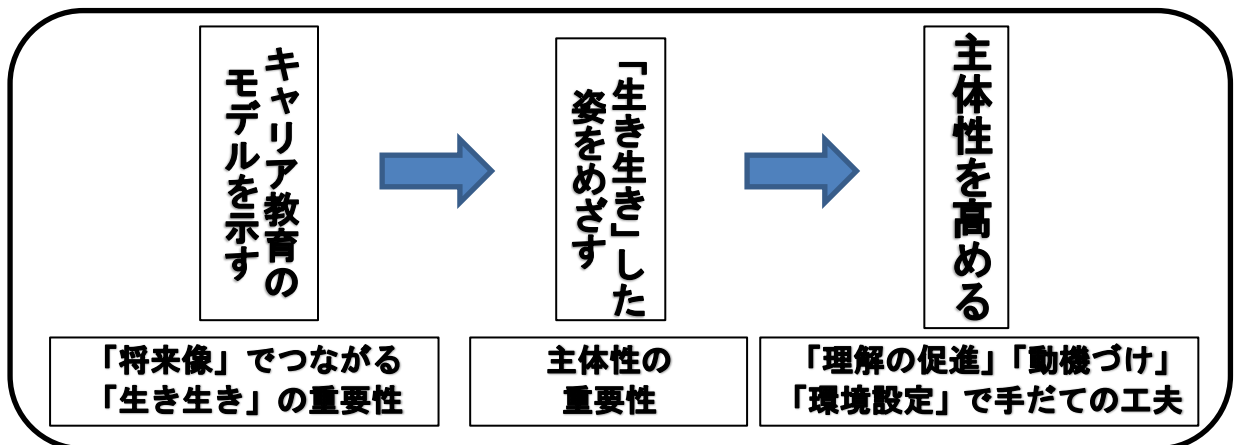 キャリア教育の
モデルを示す
「生き生き」した
姿をめざす
主体性を高める
「将来像」でつながる
「生き生き」の重要性
主体性の
重要性
「理解の促進」「動機づけ」
「環境設定」で手だての工夫